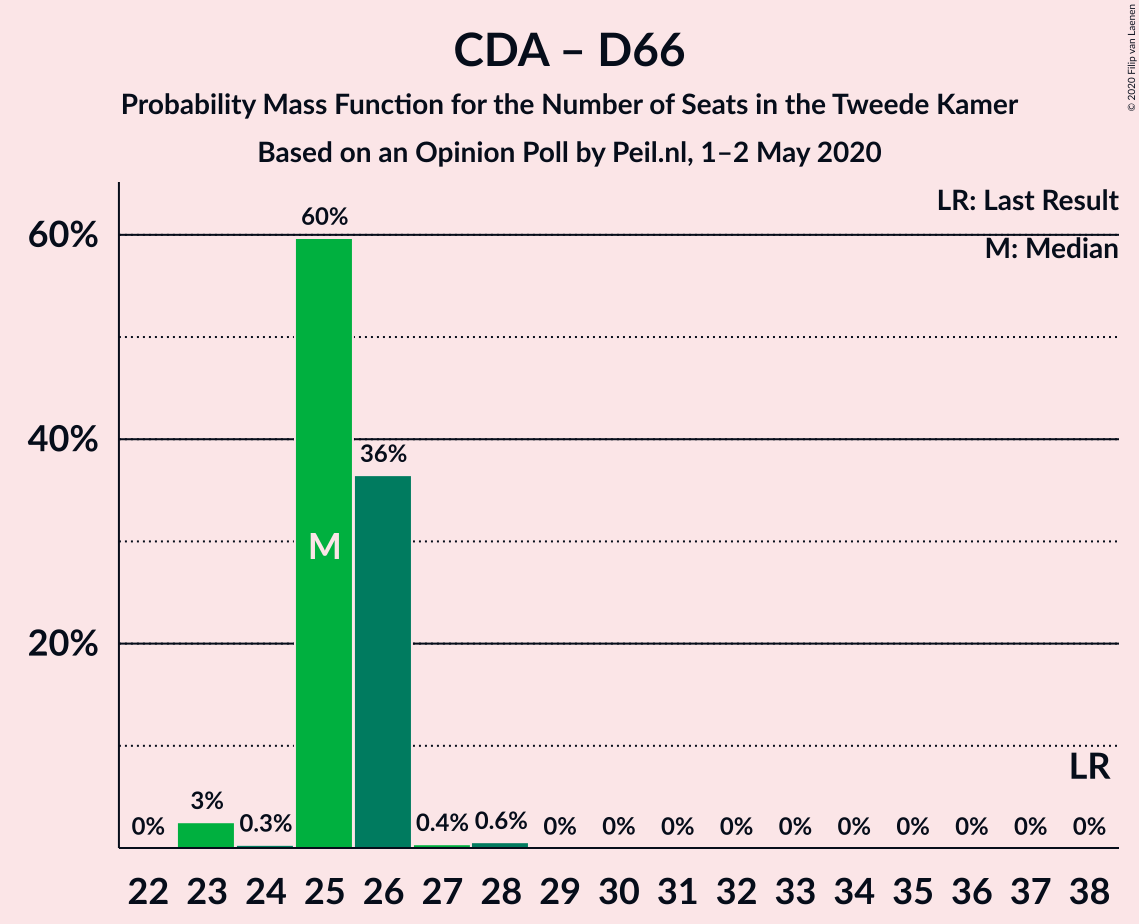 CDA – D66
Probability Mass Function for the Number of Seats in the Tweede Kamer
Based on an Opinion Poll by Peil.nl, 1–2 May 2020
© 2020 Filip van Laenen
LR: Last Result
M: Median
60%
40%
20%
0% 3% 0.3% 60% 36% 0.4% 0.6% 0% 0% 0% 0% 0% 0% 0% 0% 0% 0%
M
LR
22 23 24 25 26 27 28 29 30 31 32 33 34 35 36 37 38